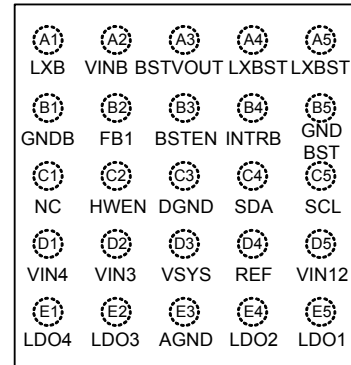 A1 A2 A3 A4 A5
LXB VINB BSTVOUT LXBST LXBST
B1 B2 B3 B4 B5
GNDB FB1 BSTEN INTRB GND
BST
C1 C2 C3 C4 C5
NC HWEN DGND SDA SCL
D1 D2 D3 D4 D5
VIN4 VIN3 VSYS REF VIN12
E1 E2 E3 E4 E5
LDO4 LDO3 AGND LDO2 LDO1